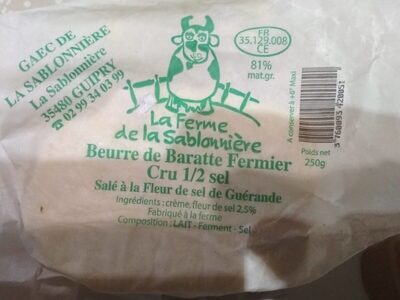 GAEC DE
LA SABLONNIÈRE
La Sablonnière
35480 GUIPRY
☎ 02 99 34 03 99
FR
35.129.008
CE
81%
mat.gr.
La Ferme
de la Sablonnière
Beurre de Baratte Fermier
Cru 1/2 sel
Salé à la Fleur de sel de Guérande
Ingrédients : crème, fleur de sel 2,5%
Fabriqué à la ferme
Composition : LAIT - Ferment - Sel
A conserver à +6° Maxi
Poids net
250g